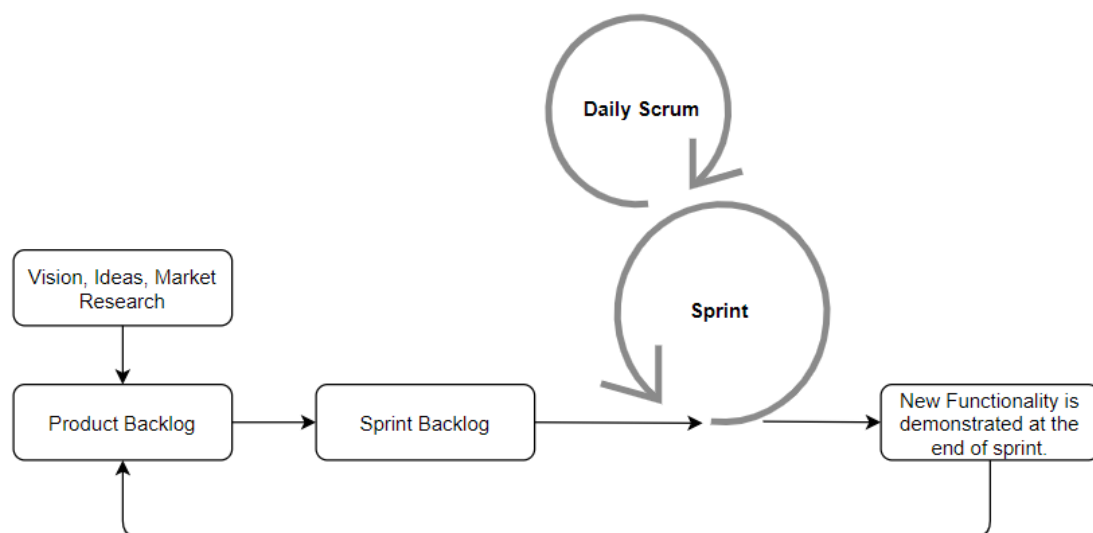 Daily Scrum
Vision, Ideas, Market
Research
Sprint
Product Backlog
Sprint Backlog
New Functionality is
demonstrated at the
end of sprint.